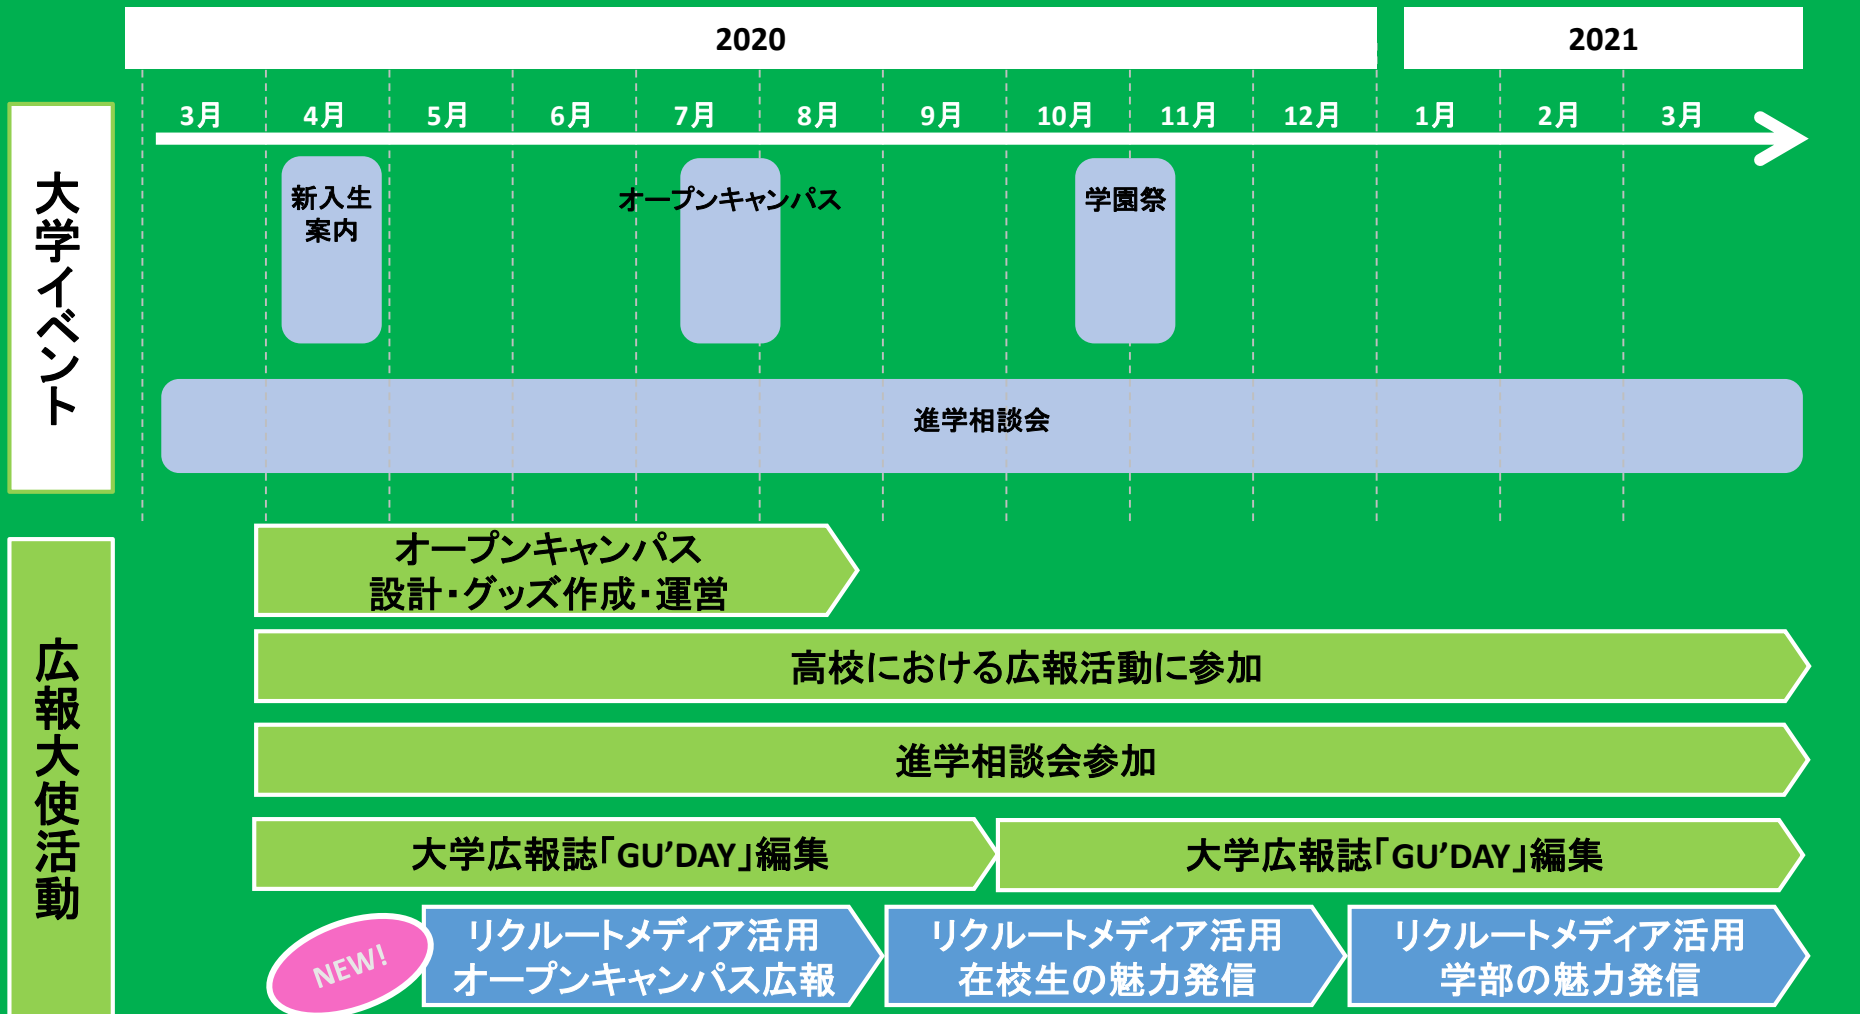 2020
2021
3月
4月
5月
6月
7月
8月
9月
10月
11月
12月
1月
2月
3月
大学イベント
新入生
案内
オープンキャンパス
学園祭
進学相談会
広報大使活動
オープンキャンパス
設計・グッズ作成・運営
高校における広報活動に参加
進学相談会参加
大学広報誌「GU’DAY」編集
大学広報誌「GU’DAY」編集
NEW!
リクルートメディア活用
オープンキャンパス広報
リクルートメディア活用
在校生の魅力発信
リクルートメディア活用
学部の魅力発信